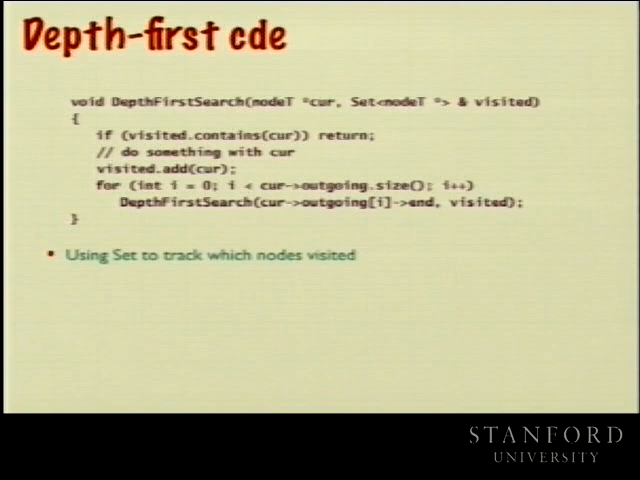 Depth-first cde
void DepthFirstSearch(nodeT *cur, Set<nodeT *> & visited)
{
if (visited.contains(cur)) return;
// do something with cur
visited.add(cur);
for (int i = 0; i < cur->outgoing.size(); i++)
DepthFirstSearch(cur->outgoing[i]->end, visited);
}
• Using Set to track which nodes visited
STANFORD
UNIVERSITY